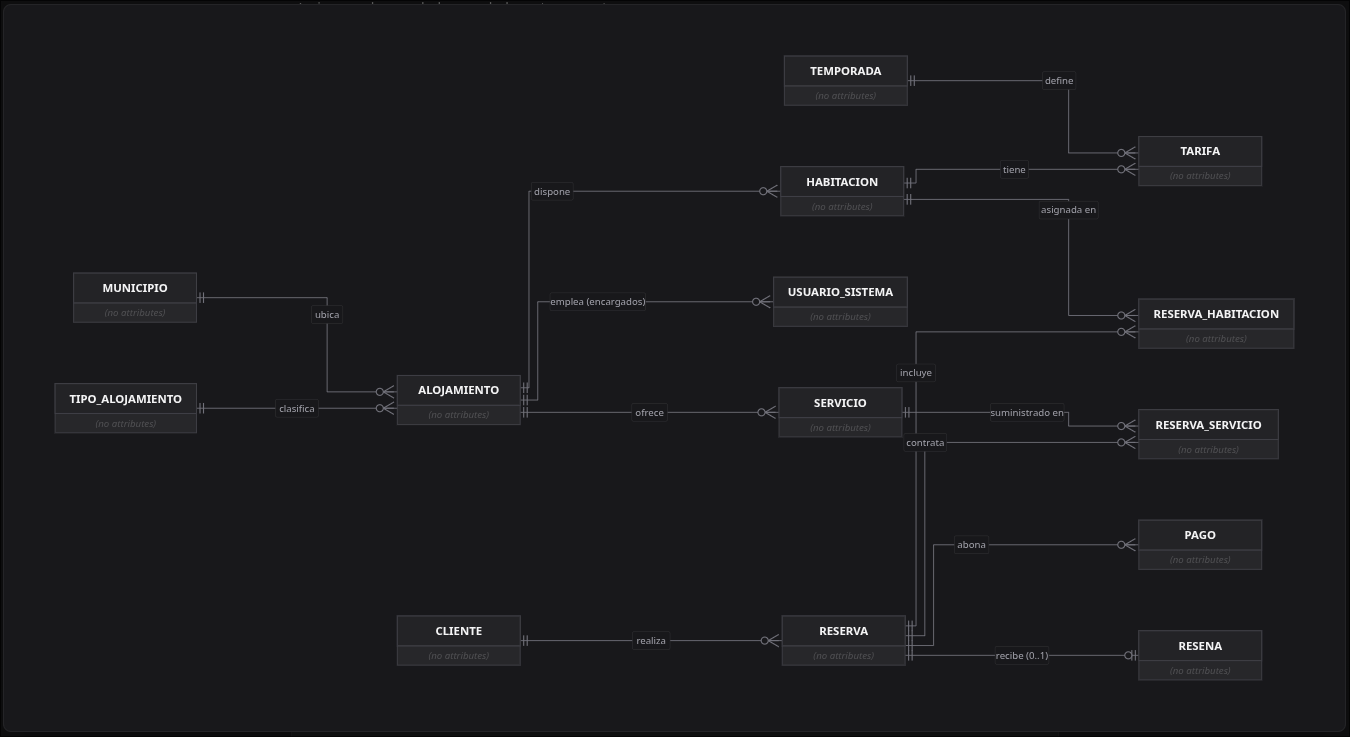 TEMPORADA
(no attributes)
define
TARIFA
(no attributes)
HABITACION
(no attributes)
tiene
dispone
asignada en
MUNICIPIO
(no attributes)
ubica
USUARIO_SISTEMA
(no attributes)
emplea (encargados)
RESERVA_HABITACION
(no attributes)
incluye
TIPO_ALOJAMIENTO
(no attributes)
clasifica
ALOJAMIENTO
(no attributes)
ofrece
SERVICIO
(no attributes)
suministrado en
RESERVA_SERVICIO
(no attributes)
contrata
PAGO
(no attributes)
abona
CLIENTE
(no attributes)
realiza
RESERVA
(no attributes)
recibe (0..1)
RESENA
(no attributes)